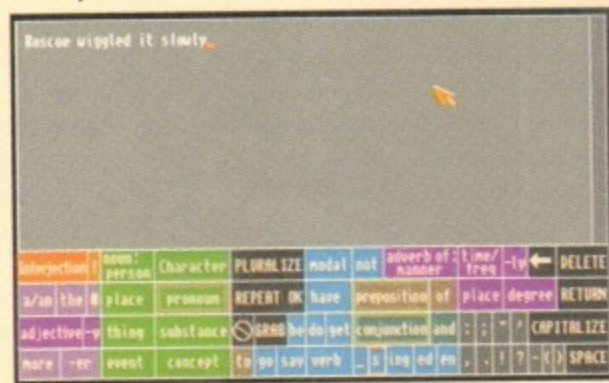 Roscoe wiggled it slowly_
Interjection ! noun: person Character PLURALIZE modal not adverb of: manner time/freq -ly ← DELETE
a/an the # place pronoun REPEAT OK have preposition of place degree RETURN
adjective -y thing substance GRAB be do get conjunction and : ; " ' CAPITALIZE
more -er event concept to go say verb _ s ing ed en , . ! ? - ( ) SPACE